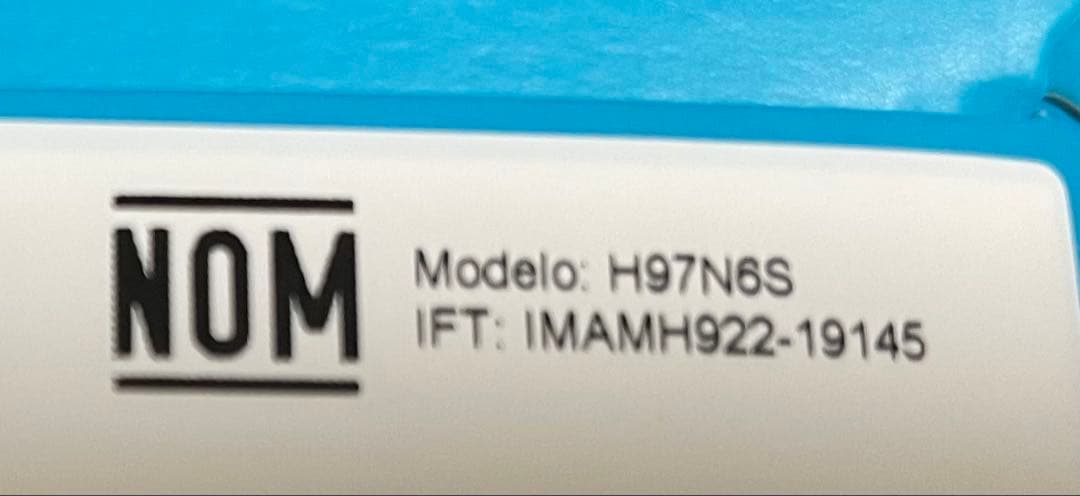 NOM
Modelo: H97N6S
IFT: IMAMH922-19145